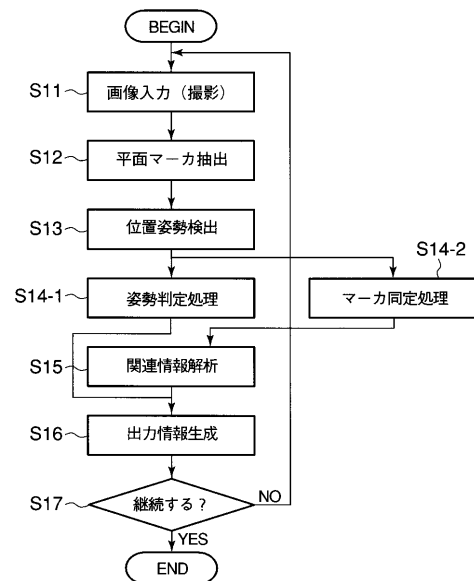 BEGIN
S11
画像入力（撮影）
S12
平面マーカ抽出
S13
位置姿勢検出
S14-2
S14-1
姿勢判定処理
マーカ同定処理
S15
関連情報解析
S16
出力情報生成
S17
継続する？
NO
YES
END